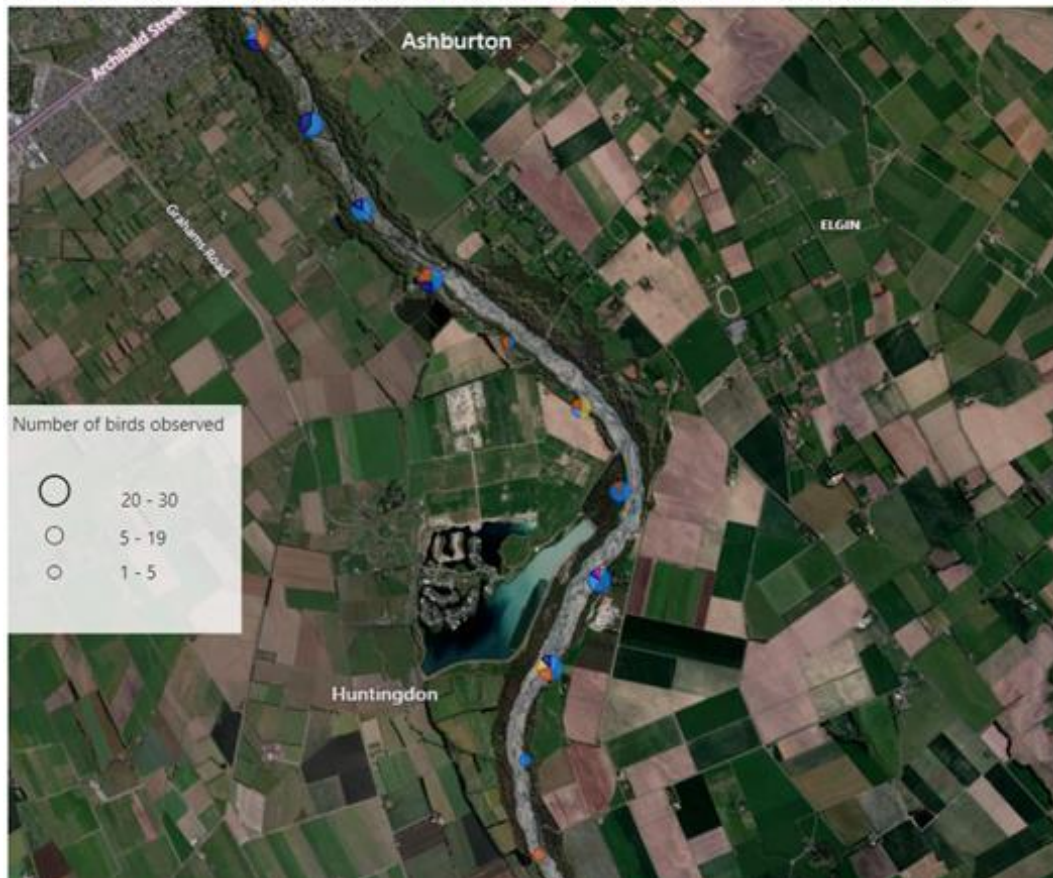 Ashburton
Archibald Street
Grahams Road
ELGIN
Number of birds observed
20 - 30
5 - 19
1 - 5
Huntingdon